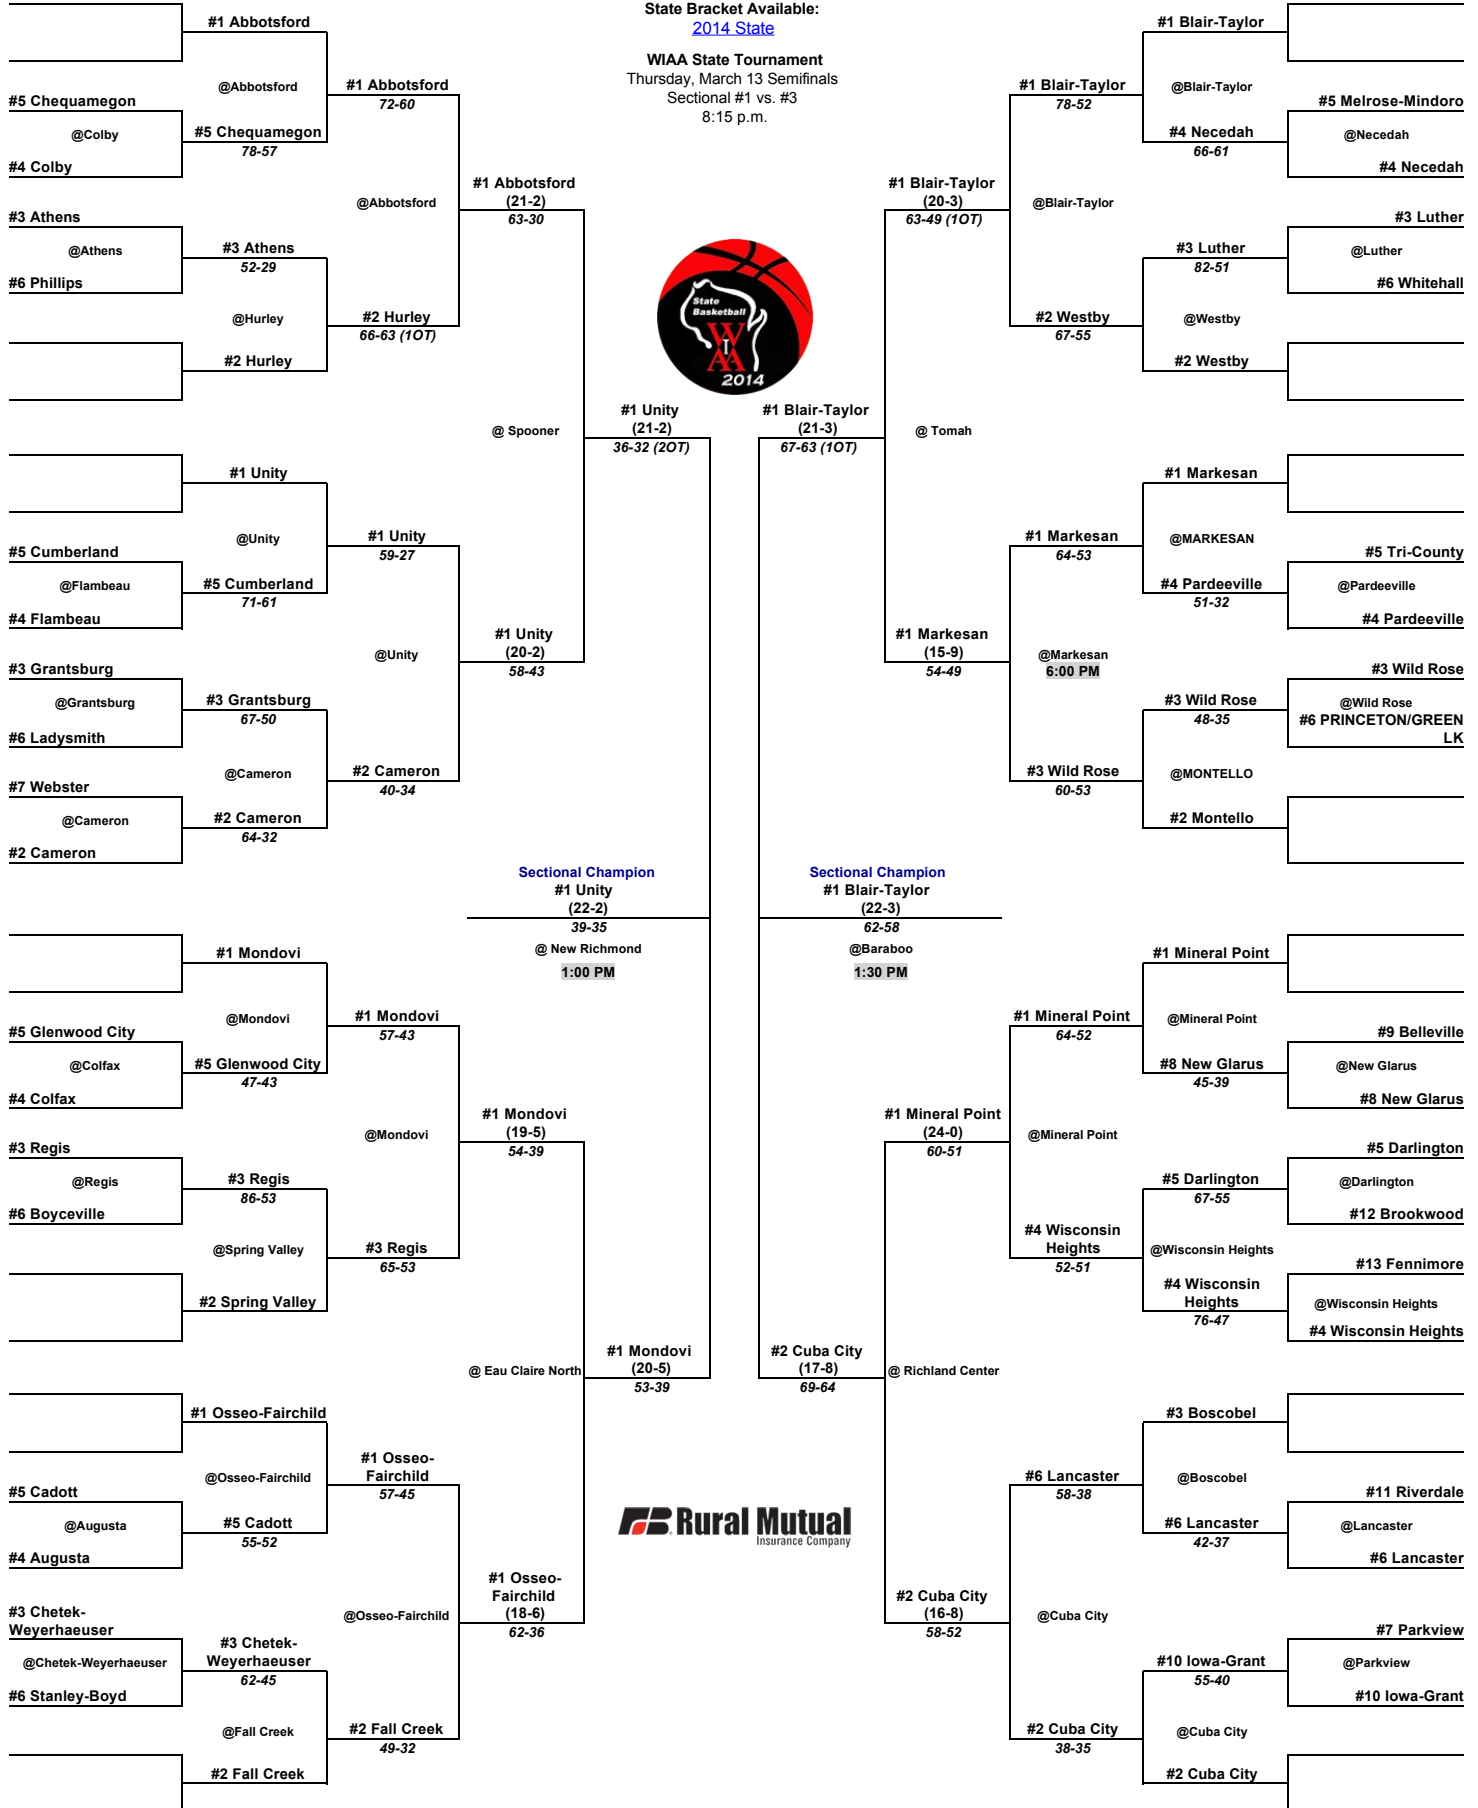 State Bracket Available:
2014 State
WIAA State Tournament
Thursday, March 13 Semifinals
Sectional #1 vs. #3
8:15 p.m.
#1 Abbotsford
@Abbotsford
#1 Abbotsford
72-60
#5 Chequamegon
@Colby
#5 Chequamegon
78-57
#4 Colby
@Abbotsford
#1 Abbotsford
(21-2)
63-30
#3 Athens
@Athens
#3 Athens
52-29
#6 Phillips
@Hurley
#2 Hurley
66-63 (1OT)
#2 Hurley
@ Spooner
#1 Unity
(21-2)
36-32 (2OT)
#1 Unity
@Unity
#1 Unity
59-27
#5 Cumberland
@Flambeau
#5 Cumberland
71-61
#4 Flambeau
@Unity
#1 Unity
(20-2)
58-43
#3 Grantsburg
@Grantsburg
#3 Grantsburg
67-50
#6 Ladysmith
@Cameron
#2 Cameron
40-34
#7 Webster
@Cameron
#2 Cameron
64-32
#2 Cameron
Sectional Champion
#1 Unity
(22-2)
39-35
@ New Richmond
1:00 PM
#1 Mondovi
@Mondovi
#1 Mondovi
57-43
#5 Glenwood City
@Colfax
#5 Glenwood City
47-43
#4 Colfax
@Mondovi
#1 Mondovi
(19-5)
54-39
#3 Regis
@Regis
#3 Regis
86-53
#6 Boyceville
@Spring Valley
#3 Regis
65-53
#2 Spring Valley
@ Eau Claire North
#1 Mondovi
(20-5)
53-39
#1 Osseo-Fairchild
@Osseo-Fairchild
#1 Osseo-
Fairchild
57-45
#5 Cadott
@Augusta
#5 Cadott
55-52
#4 Augusta
@Osseo-Fairchild
#1 Osseo-
Fairchild
(18-6)
62-36
#3 Chetek-
Weyerhaeuser
@Chetek-Weyerhaeuser
#3 Chetek-
Weyerhaeuser
62-45
#6 Stanley-Boyd
@Fall Creek
#2 Fall Creek
49-32
#2 Fall Creek
State
Basketball
W
I
AA
2014
#1 Blair-Taylor
@Blair-Taylor
#1 Blair-Taylor
78-52
#5 Melrose-Mindoro
@Necedah
#4 Necedah
66-61
#4 Necedah
@Blair-Taylor
#1 Blair-Taylor
(20-3)
63-49 (1OT)
#3 Luther
@Luther
#3 Luther
82-51
#6 Whitehall
@Westby
#2 Westby
67-55
#2 Westby
@ Tomah
#1 Blair-Taylor
(21-3)
67-63 (1OT)
#1 Markesan
@MARKESAN
#1 Markesan
64-53
#5 Tri-County
@Pardeeville
#4 Pardeeville
51-32
#4 Pardeeville
@Markesan
6:00 PM
#1 Markesan
(15-9)
54-49
#3 Wild Rose
@Wild Rose
#3 Wild Rose
48-35
#6 PRINCETON/GREEN
LK
@MONTELLO
#3 Wild Rose
60-53
#2 Montello
Sectional Champion
#1 Blair-Taylor
(22-3)
62-58
@Baraboo
1:30 PM
#1 Mineral Point
@Mineral Point
#1 Mineral Point
64-52
#9 Belleville
@New Glarus
#8 New Glarus
45-39
#8 New Glarus
@Mineral Point
#1 Mineral Point
(24-0)
60-51
#5 Darlington
@Darlington
#5 Darlington
67-55
#12 Brookwood
@Wisconsin Heights
#4 Wisconsin
Heights
52-51
#13 Fennimore
@Wisconsin Heights
#4 Wisconsin
Heights
76-47
#4 Wisconsin Heights
@ Richland Center
#2 Cuba City
(17-8)
69-64
#3 Boscobel
@Boscobel
#6 Lancaster
58-38
#11 Riverdale
@Lancaster
#6 Lancaster
42-37
#6 Lancaster
@Cuba City
#2 Cuba City
(16-8)
58-52
#7 Parkview
@Parkview
#10 Iowa-Grant
55-40
#10 Iowa-Grant
@Cuba City
#2 Cuba City
38-35
#2 Cuba City
Rural Mutual
Insurance Company